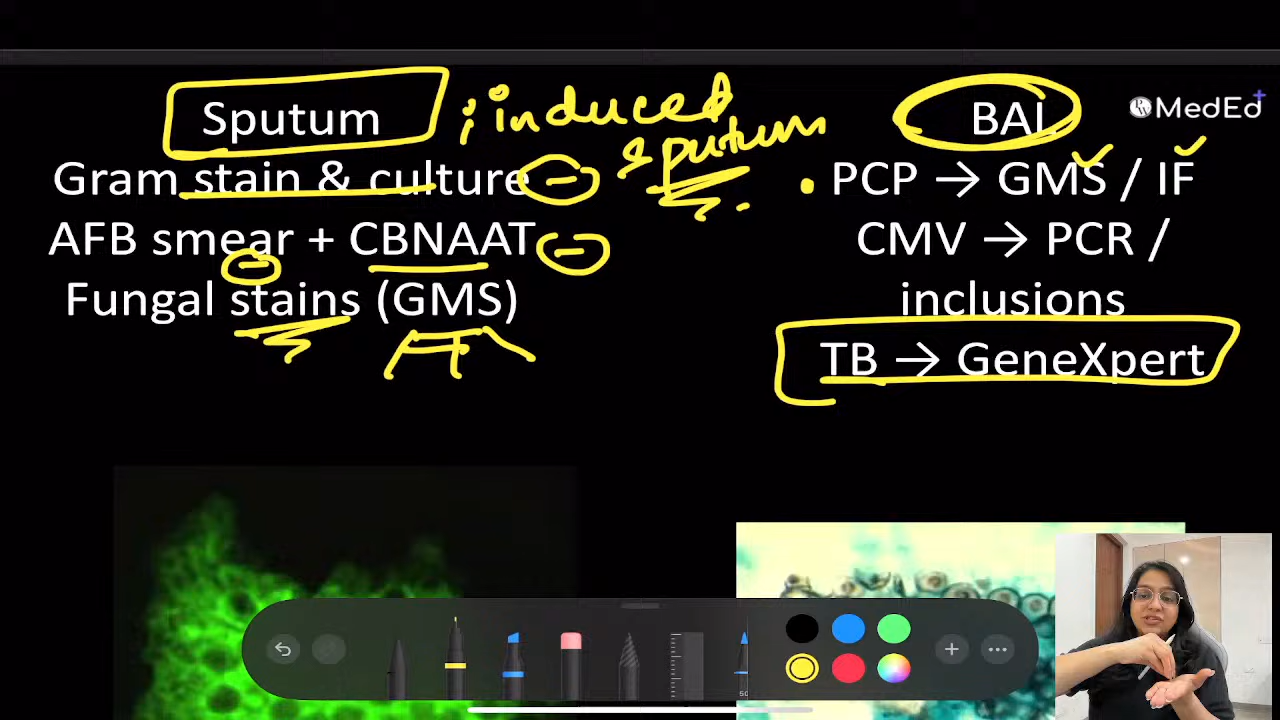 Sputum ; induced sputum
Gram stain & culture –
AFB smear + CBNAAT –
–
Fungal stains (GMS)
BAL
MedEd+
PCP → GMS / IF
CMV → PCR /
inclusions
TB → GeneXpert
50